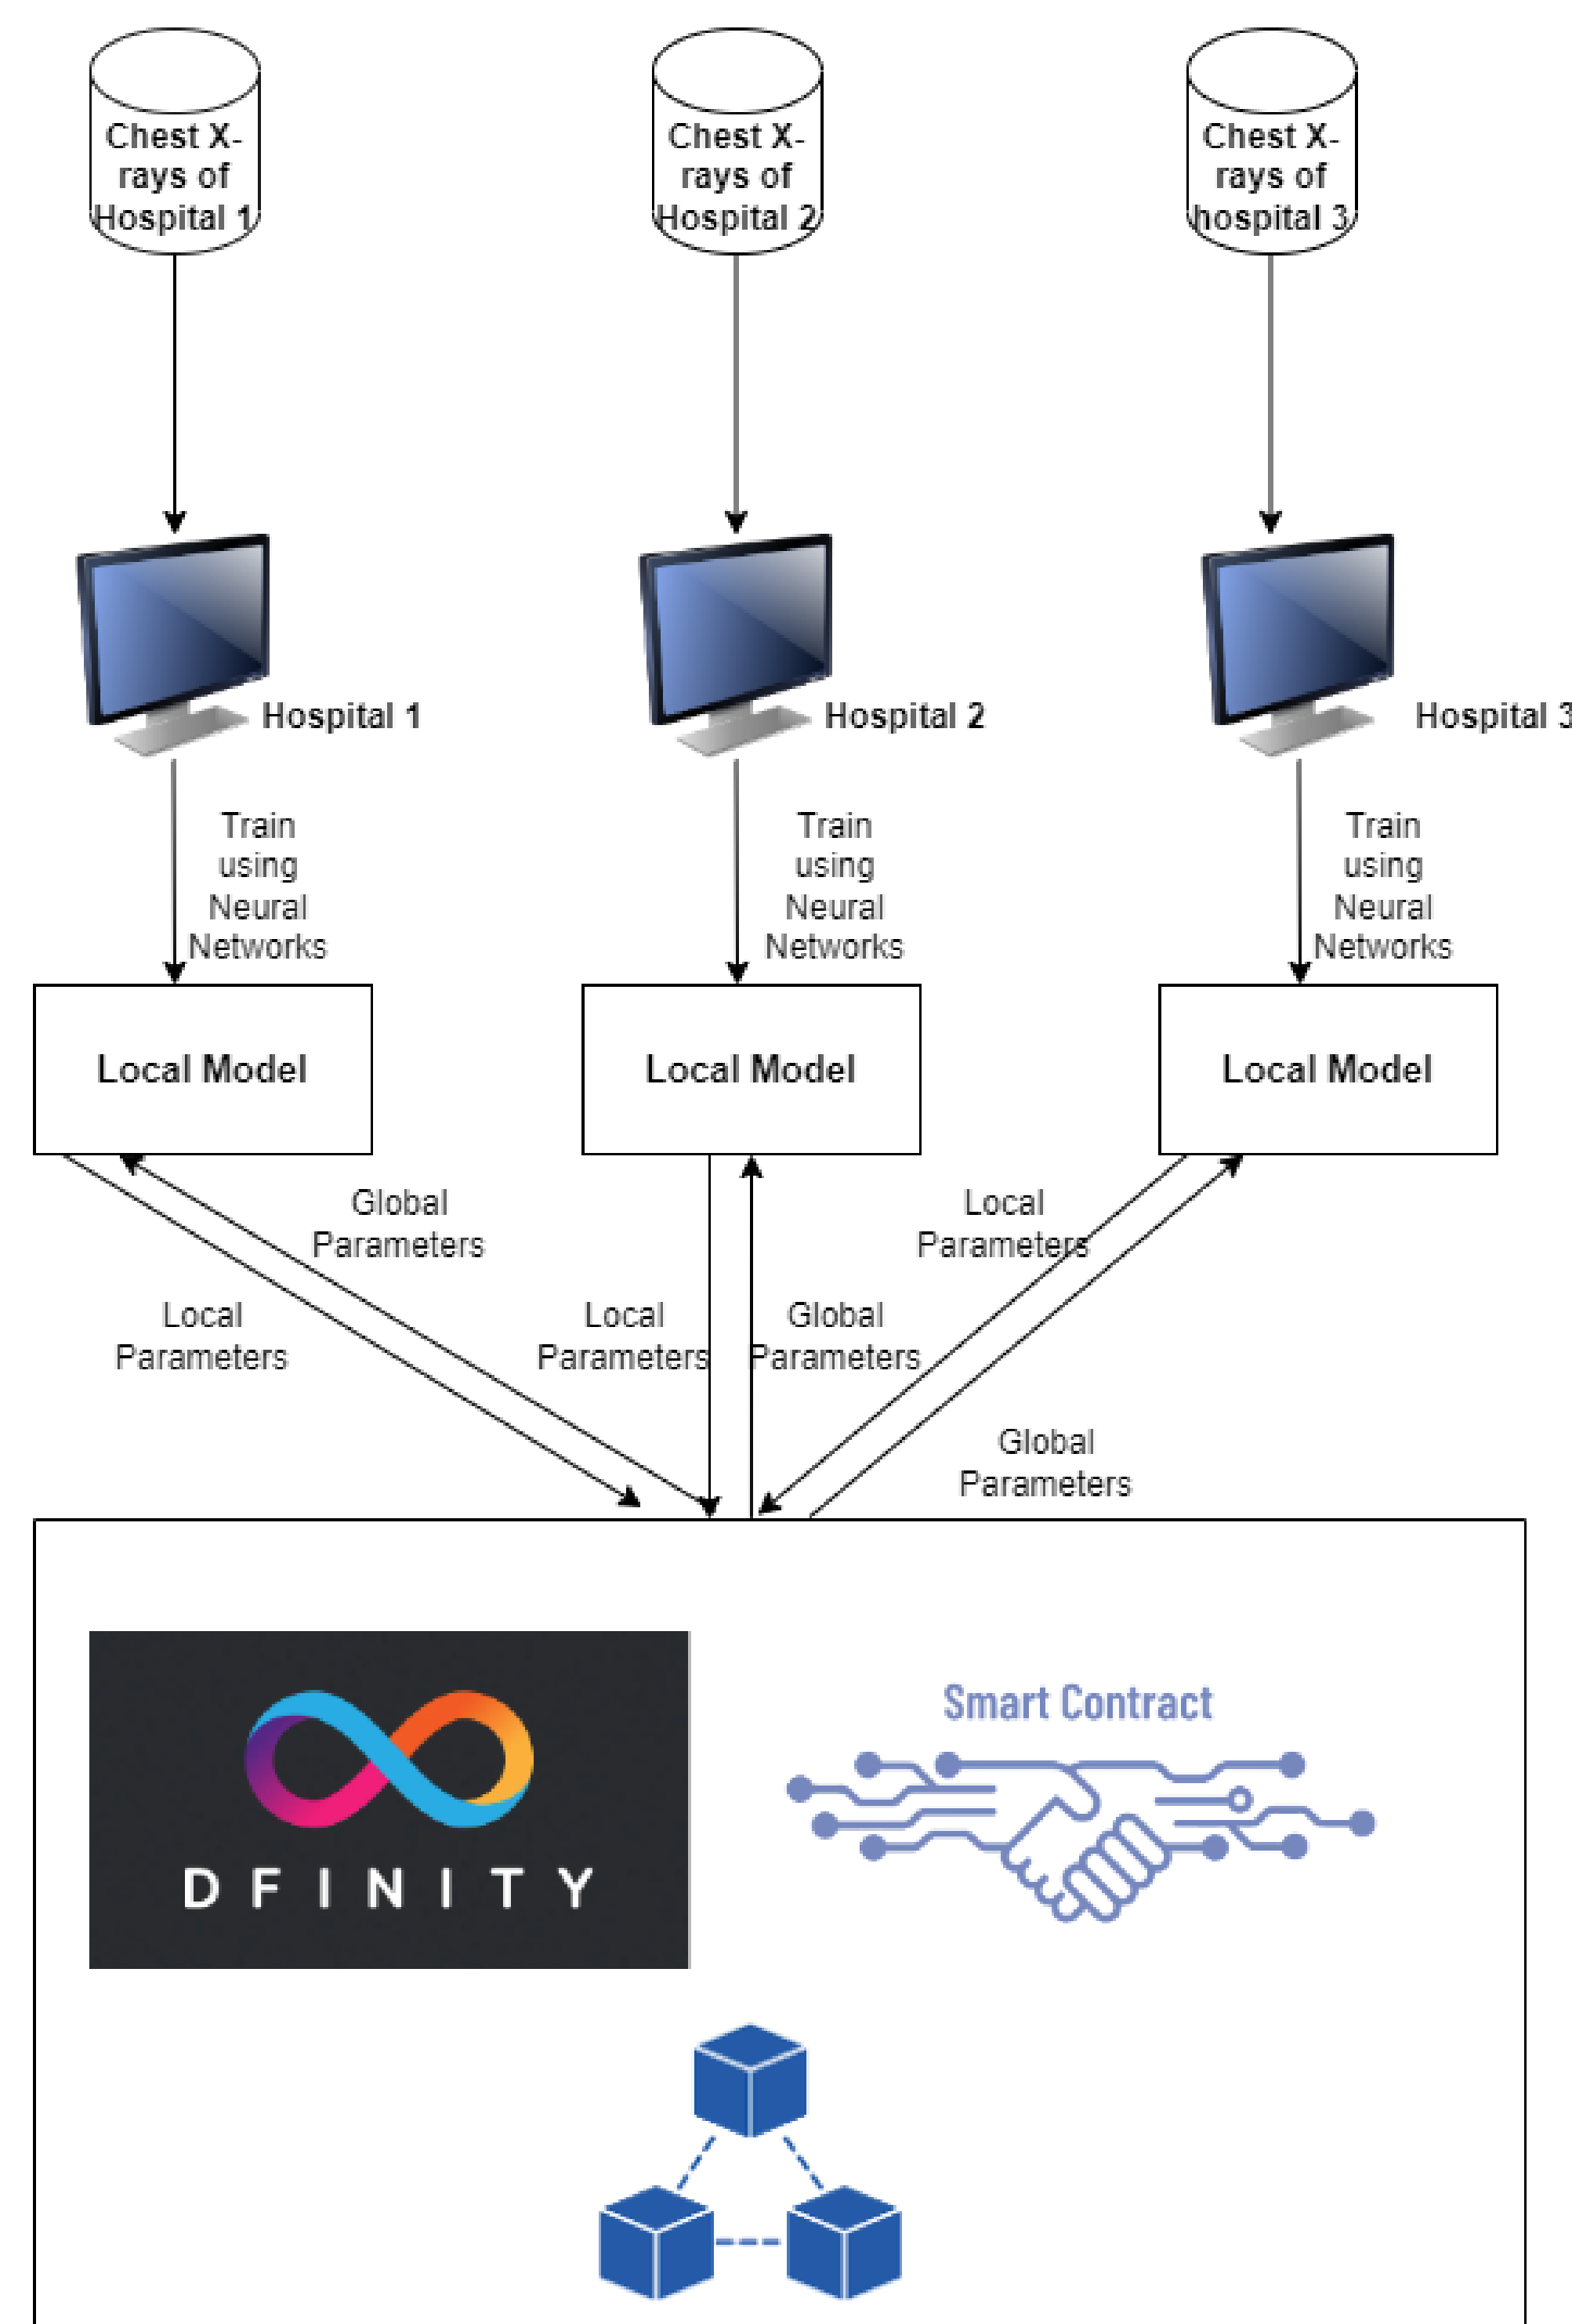 Chest X-
rays of
Hospital 1
Chest X-
rays of
Hospital 2
Chest X-
rays of
hospital 3
Hospital 1
Hospital 2
Hospital 3
Train
using
Neural
Networks
Train
using
Neural
Networks
Train
using
Neural
Networks
Local Model
Local Model
Local Model
Global
Parameters
Local
Parameters
Local
Parameters
Global
Parameters
Local
Parameters
Global
Parameters
DFINITY
Smart Contract